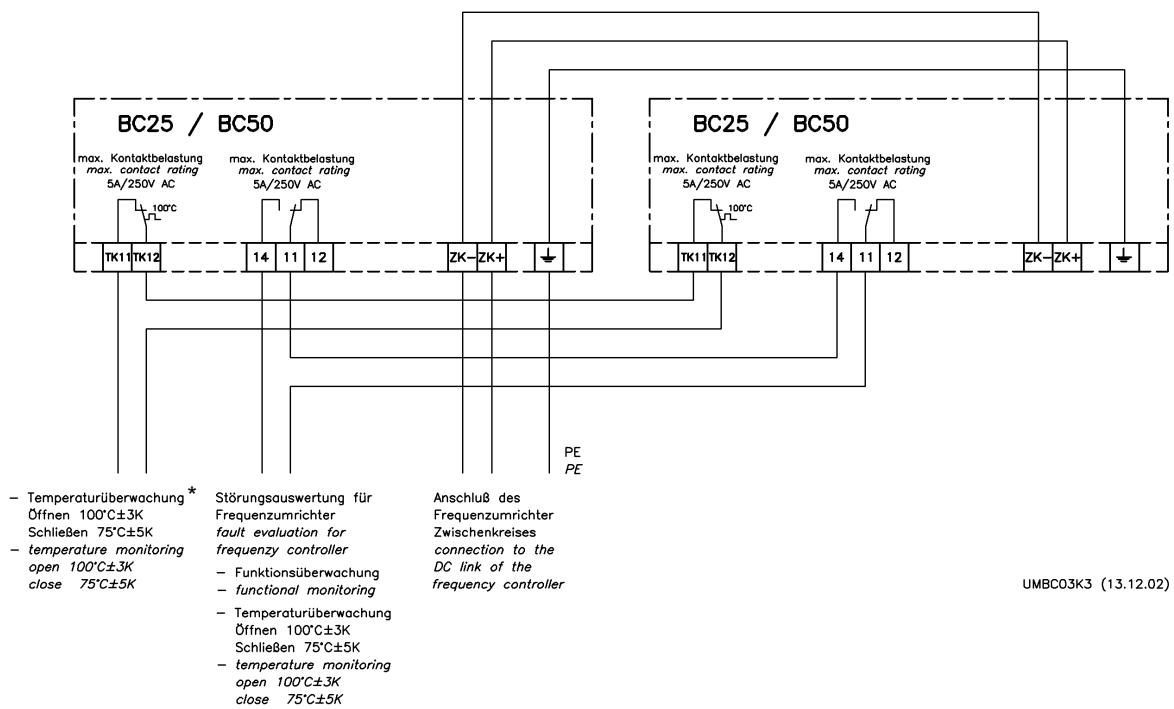 BC25 / BC50
max. Kontaktbelastung
max. contact rating
5A/250V AC
100°C
max. Kontaktbelastung
max. contact rating
5A/250V AC
TK11 TK12 14 11 12 ZK- ZK+
BC25 / BC50
max. Kontaktbelastung
max. contact rating
5A/250V AC
100°C
max. Kontaktbelastung
max. contact rating
5A/250V AC
TK11 TK12 14 11 12 ZK- ZK+
PE
PE
– Temperaturüberwachung *
Öffnen 100°C±3K
Schließen 75°C±5K
– temperature monitoring
open 100°C±3K
close 75°C±5K
Störungsauswertung für
Frequenzumrichter
fault evaluation for
frequenzy controller
– Funktionsüberwachung
– functional monitoring
– Temperaturüberwachung
Öffnen 100°C±3K
Schließen 75°C±5K
– temperature monitoring
open 100°C±3K
close 75°C±5K
Anschluß des
Frequenzumrichter
Zwischenkreises
connection to the
DC link of the
frequency controller
UMBC03K3 (13.12.02)